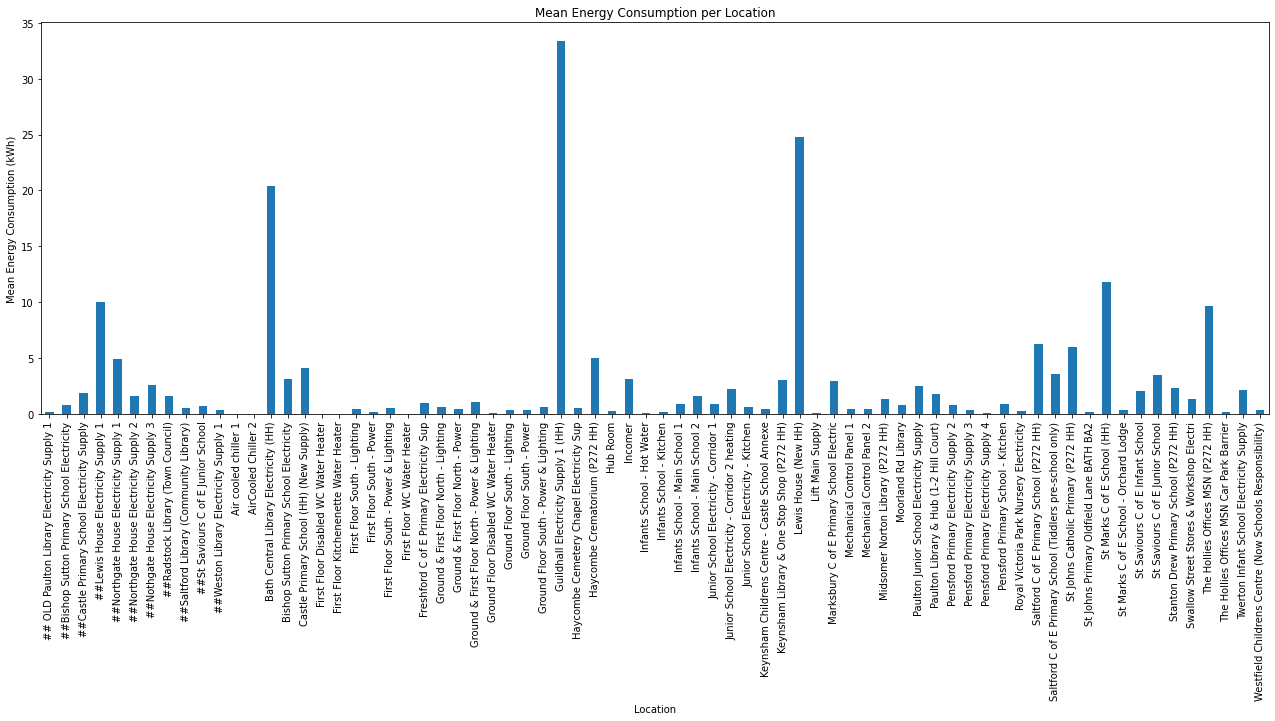 Mean Energy Consumption per Location
Mean Energy Consumption (kWh)
35
30
25
20
15
10
5
0
## OLD Paulton Library Electricity Supply 1
##Bishop Sutton Primary School Electricity
##Castle Primary School Electricity Supply
##Lewis House Electricity Supply 1
##Northgate House Electricity Supply 1
##Northgate House Electricity Supply 2
##Nothgate House Electricity Supply 3
##Radstock Library (Town Council)
##Saltford Library (Community Library)
##St Saviours C of E Junior School
##Weston Library Electricity Supply 1
Air cooled chiller 1
AirCooled Chiller 2
Bath Central Library Electricity (HH)
Bishop Sutton Primary School Electricity
Castle Primary School (HH) (New Supply)
First Floor Disabled WC Water Heater
First Floor Kitchenette Water Heater
First Floor South - Lighting
First Floor South - Power
First Floor South - Power & Lighting
First Floor WC Water Heater
Freshford C of E Primary Electricity Sup
Ground & First Floor North - Lighting
Ground & First Floor North - Power
Ground & First Floor North - Power & Lighting
Ground Floor Disabled WC Water Heater
Ground Floor South - Lighting
Ground Floor South - Power
Ground Floor South - Power & Lighting
Guildhall Electricity Supply 1 (HH)
Haycombe Cemetery Chapel Electricity Sup
Haycombe Crematorium (P272 HH)
Hub Room
Incomer
Infants School - Hot Water
Infants School - Kitchen
Infants School - Main School 1
Infants School - Main School 2
Junior School Electricity - Corridor 1
Junior School Electricity - Corridor 2 heating
Junior School Electricity - Kitchen
Keynsham Childrens Centre - Castle School Annexe
Keynsham Library & One Stop Shop (P272 HH)
Lewis House (New HH)
Lift Main Supply
Marksbury C of E Primary School Electric
Mechanical Control Panel 1
Mechanical Control Panel 2
Midsomer Norton Library (P272 HH)
Moorland Rd Library
Paulton Junior School Electricity Supply
Paulton Library & Hub (1-2 Hill Court)
Pensford Primary Electricity Supply 2
Pensford Primary Electricity Supply 3
Pensford Primary Electricity Supply 4
Pensford Primary School - Kitchen
Royal Victoria Park Nursery Electricity
Saltford C of E Primary School (P272 HH)
Saltford C of E Primary School (Tiddlers pre-school only)
St Johns Catholic Primary (P272 HH)
St Johns Primary Oldfield Lane BATH BA2
St Marks C of E School (HH)
St Marks C of E School - Orchard Lodge
St Saviours C of E Infant School
St Saviours C of E Junior School
Stanton Drew Primary School (P272 HH)
Swallow Street Stores & Workshop Electri
The Hollies Offices MSN (P272 HH)
The Hollies Offices MSN Car Park Barrier
Twerton Infant School Electricity Supply
Westfield Childrens Centre (Now Schools Responsibility)
Location